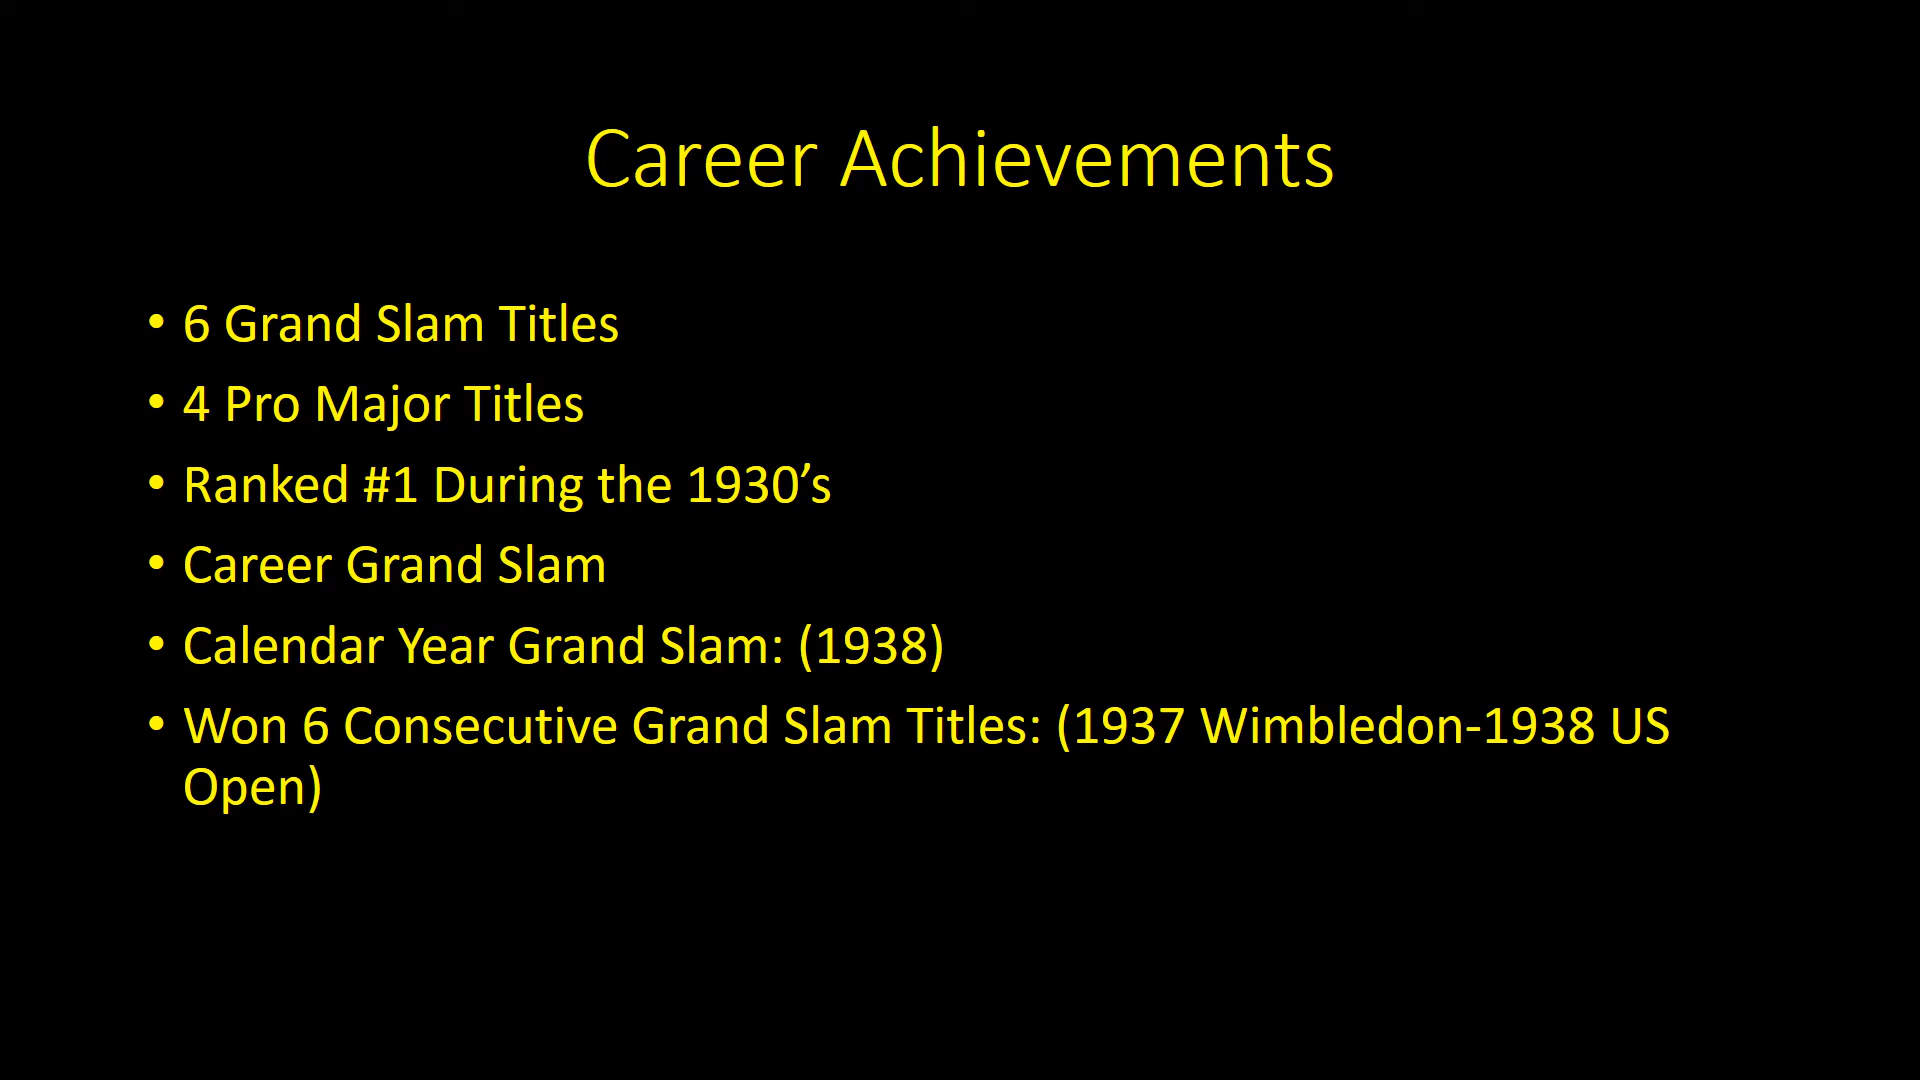 Career Achievements
• 6 Grand Slam Titles
• 4 Pro Major Titles
• Ranked #1 During the 1930’s
• Career Grand Slam
• Calendar Year Grand Slam: (1938)
• Won 6 Consecutive Grand Slam Titles: (1937 Wimbledon-1938 US
Open)